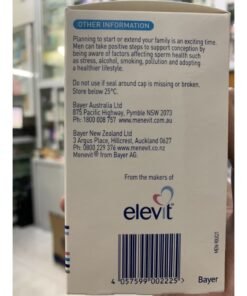 OTHER INFORMATION
Planning to start or extend your family is an exciting time.
Men can take positive steps to support conception by
being aware of factors affecting sperm health such
as stress, alcohol, smoking, pollution and adopting
a healthier lifestyle.
Do not use if seal around cap is missing or broken.
Store below 25°C.
Bayer Australia Ltd
875 Pacific Highway, Pymble NSW 2073
Ph: 1800 008 757 www.menevit.com.au
Bayer New Zealand Ltd
3 Argus Place, Hillcrest, Auckland 0627
Ph: 0800 229 376 www.menevit.co.nz
Menevit® from Bayer AG.
From the makers of
elevit
4 057599 000225 >
Bayer